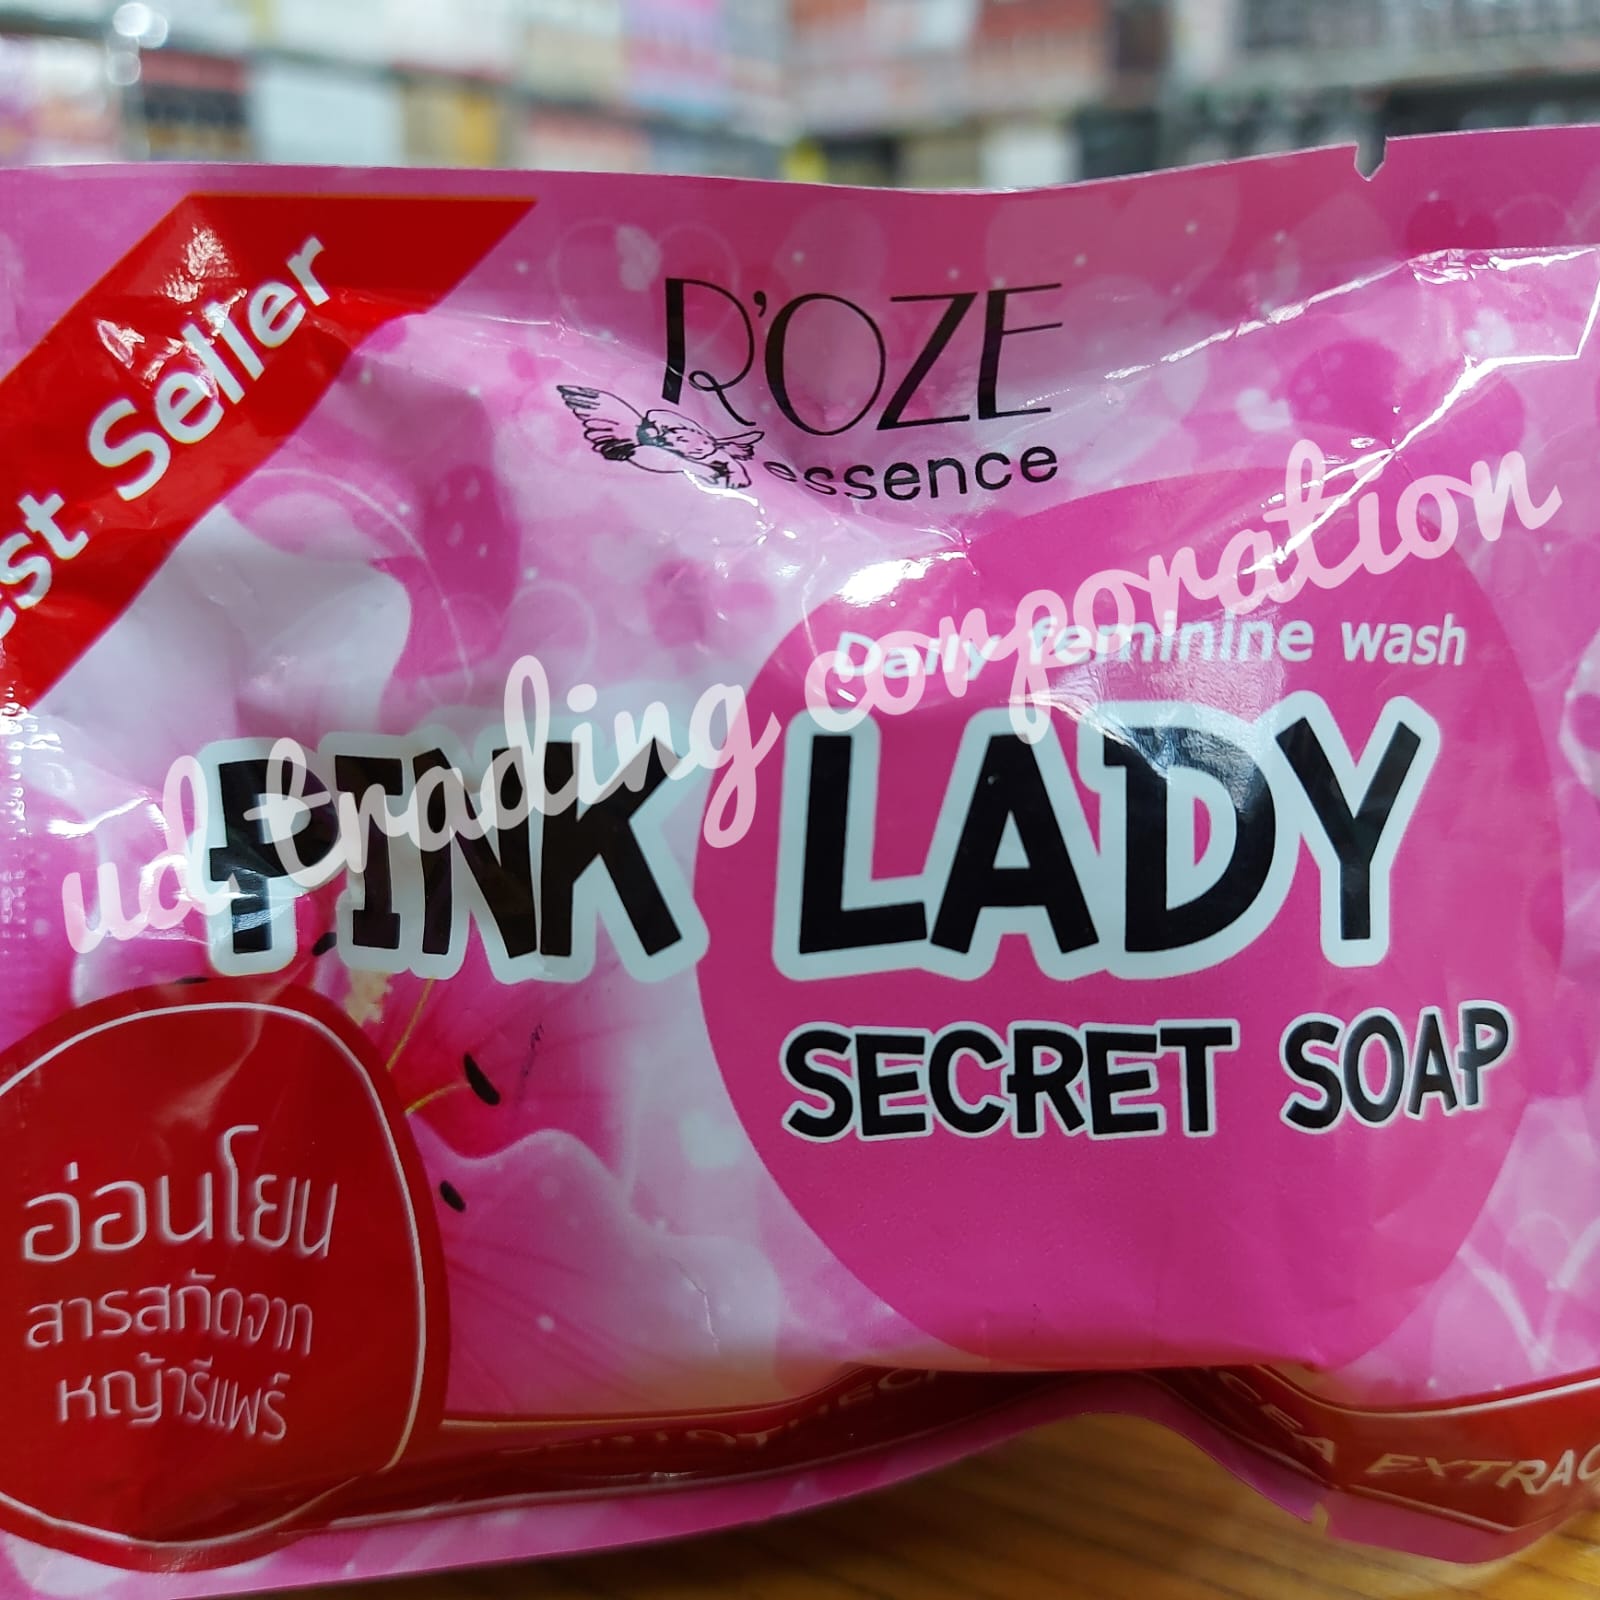 Seller
R'OZE
essence
ud trading corporation
Daily feminine wash
PINK LADY
SECRET SOAP
อ่อนโยน
สารสกัดจาก
หญ้ารีแพร์